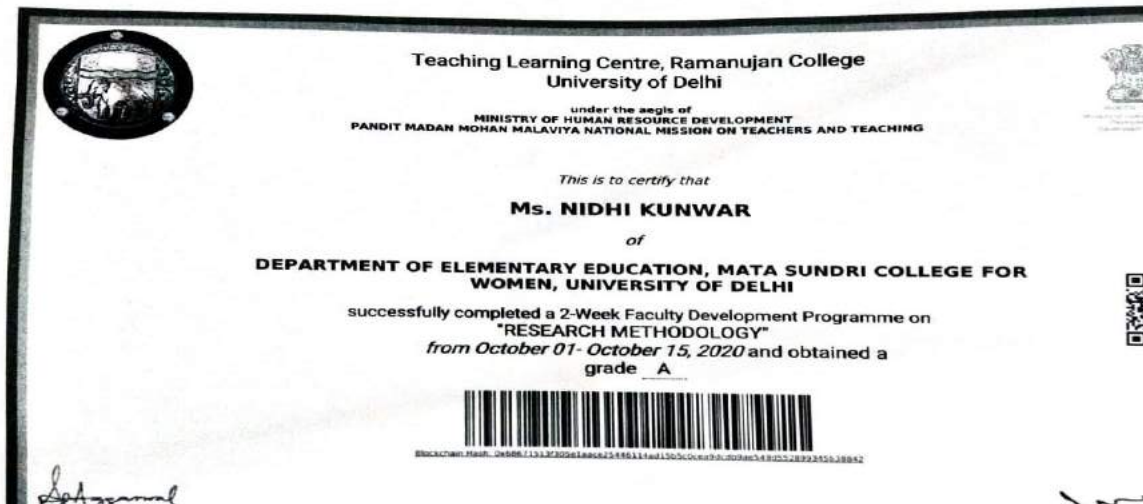 Teaching Learning Centre, Ramanujan College
University of Delhi
under the aegis of
MINISTRY OF HUMAN RESOURCE DEVELOPMENT
PANDIT MADAN MOHAN MALAVIYA NATIONAL MISSION ON TEACHERS AND TEACHING
This is to certify that
Ms. NIDHI KUNWAR
of
DEPARTMENT OF ELEMENTARY EDUCATION, MATA SUNDRI COLLEGE FOR
WOMEN, UNIVERSITY OF DELHI
successfully completed a 2-Week Faculty Development Programme on
"RESEARCH METHODOLOGY"
from October 01- October 15, 2020 and obtained a
grade A
Blockchain Hash: